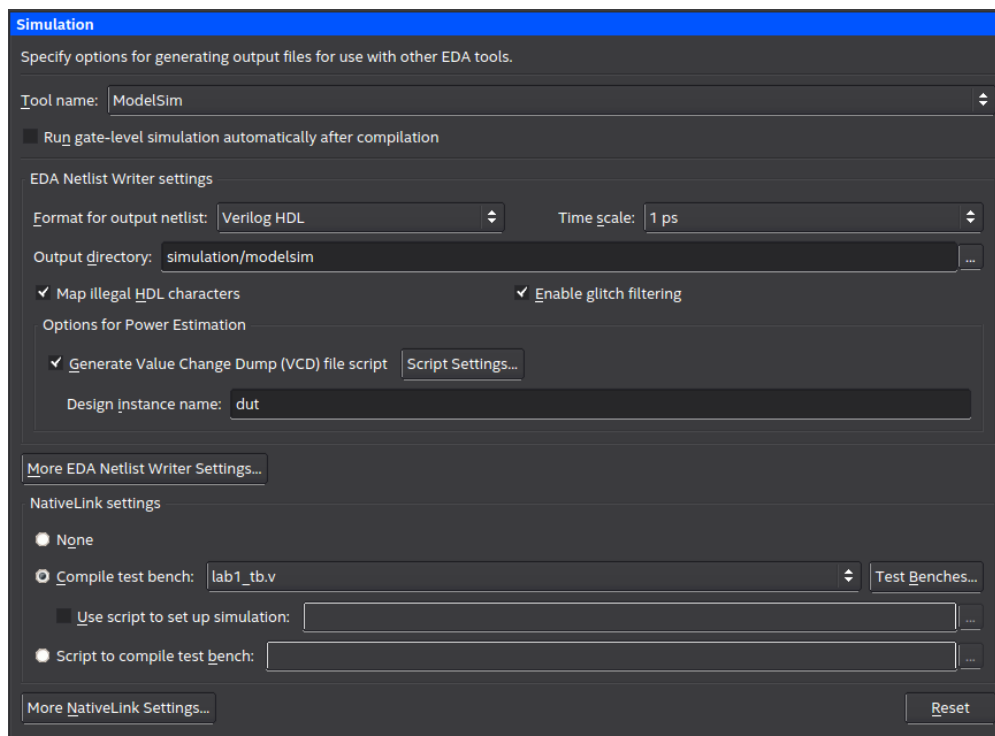 Simulation
Specify options for generating output files for use with other EDA tools.
Tool name: ModelSim
Run gate-level simulation automatically after compilation
EDA Netlist Writer settings
Format for output netlist: Verilog HDL Time scale: 1 ps
Output directory: simulation/modelsim ...
Map illegal HDL characters Enable glitch filtering
Options for Power Estimation
Generate Value Change Dump (VCD) file script Script Settings...
Design instance name: dut
More EDA Netlist Writer Settings...
NativeLink settings
None
Compile test bench: lab1_tb.v Test Benches...
Use script to set up simulation: ...
Script to compile test bench: ...
More NativeLink Settings... Reset